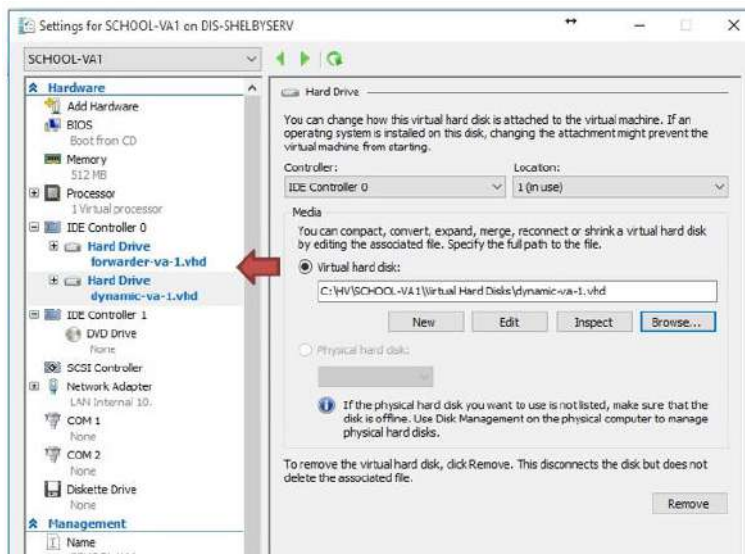 Settings for SCHOOL-VA1 on DIS-SHELBYSERV
SCHOOL-VA1
Hardware
Add Hardware
BIOS
Boot from CD
Memory
512 MB
Processor
1 Virtual processor
IDE Controller 0
Hard Drive
forwarder-va-1.vhd
Hard Drive
dynamic-va-1.vhd
IDE Controller 1
DVD Drive
None
SCSI Controller
Network Adapter
LAN Internal 10.
COM 1
None
COM 2
None
Diskette Drive
None
Management
Name
Hard Drive
You can change how this virtual hard disk is attached to the virtual machine. If an
operating system is installed on this disk, changing the attachment might prevent the
virtual machine from starting.
Controller: Location:
IDE Controller 0 1 (in use)
Media
You can compact, convert, expand, merge, reconnect or shrink a virtual hard disk
by editing the associated file. Specify the full path to the file.
Virtual hard disk:
C:\HV\SCHOOL-VA1\Virtual Hard Disks\dynamic-va-1.vhd
New Edit Inspect Browse...
Physical hard disk:
If the physical hard disk you want to use is not listed, make sure that the
disk is offline. Use Disk Management on the physical computer to manage
physical hard disks.
To remove the virtual hard disk, click Remove. This disconnects the disk but does not
delete the associated file.
Remove